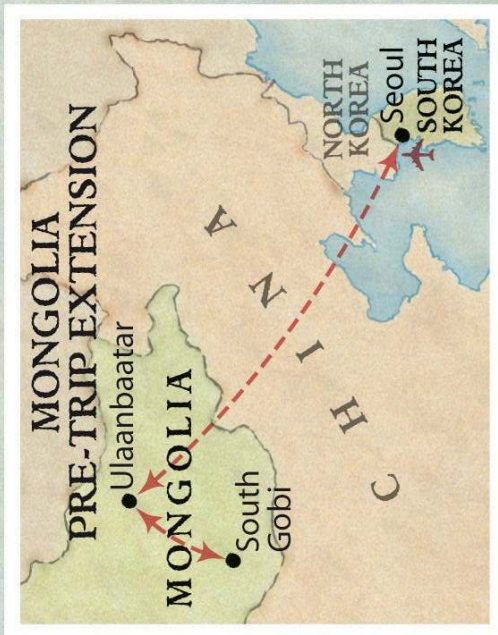 MONGOLIA
PRE-TRIP EXTENSION
Ulaanbaatar
MONGOLIA
South
Gobi
CHINA
NORTH
KOREA
Seoul
SOUTH
KOREA